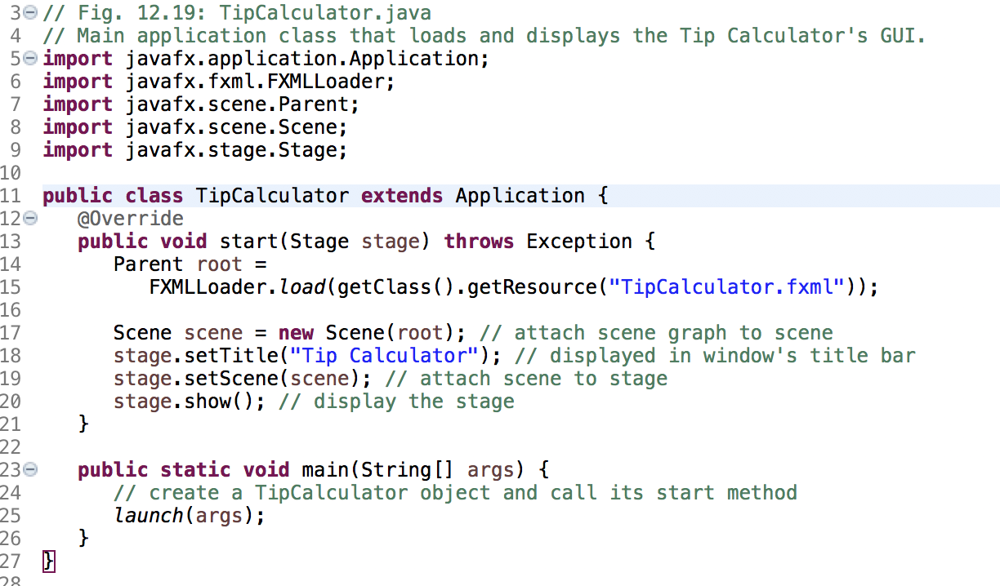 3 // Fig. 12.19: TipCalculator.java
4 // Main application class that loads and displays the Tip Calculator's GUI.
5 import javafx.application.Application;
6 import javafx.fxml.FXMLLoader;
7 import javafx.scene.Parent;
8 import javafx.scene.Scene;
9 import javafx.stage.Stage;
10
11 public class TipCalculator extends Application {
12    @Override
13    public void start(Stage stage) throws Exception {
14       Parent root =
15          FXMLLoader.load(getClass().getResource("TipCalculator.fxml"));
16
17       Scene scene = new Scene(root); // attach scene graph to scene
18       stage.setTitle("Tip Calculator"); // displayed in window's title bar
19       stage.setScene(scene); // attach scene to stage
20       stage.show(); // display the stage
21    }
22
23    public static void main(String[] args) {
24       // create a TipCalculator object and call its start method
25       launch(args);
26    }
27 }
28